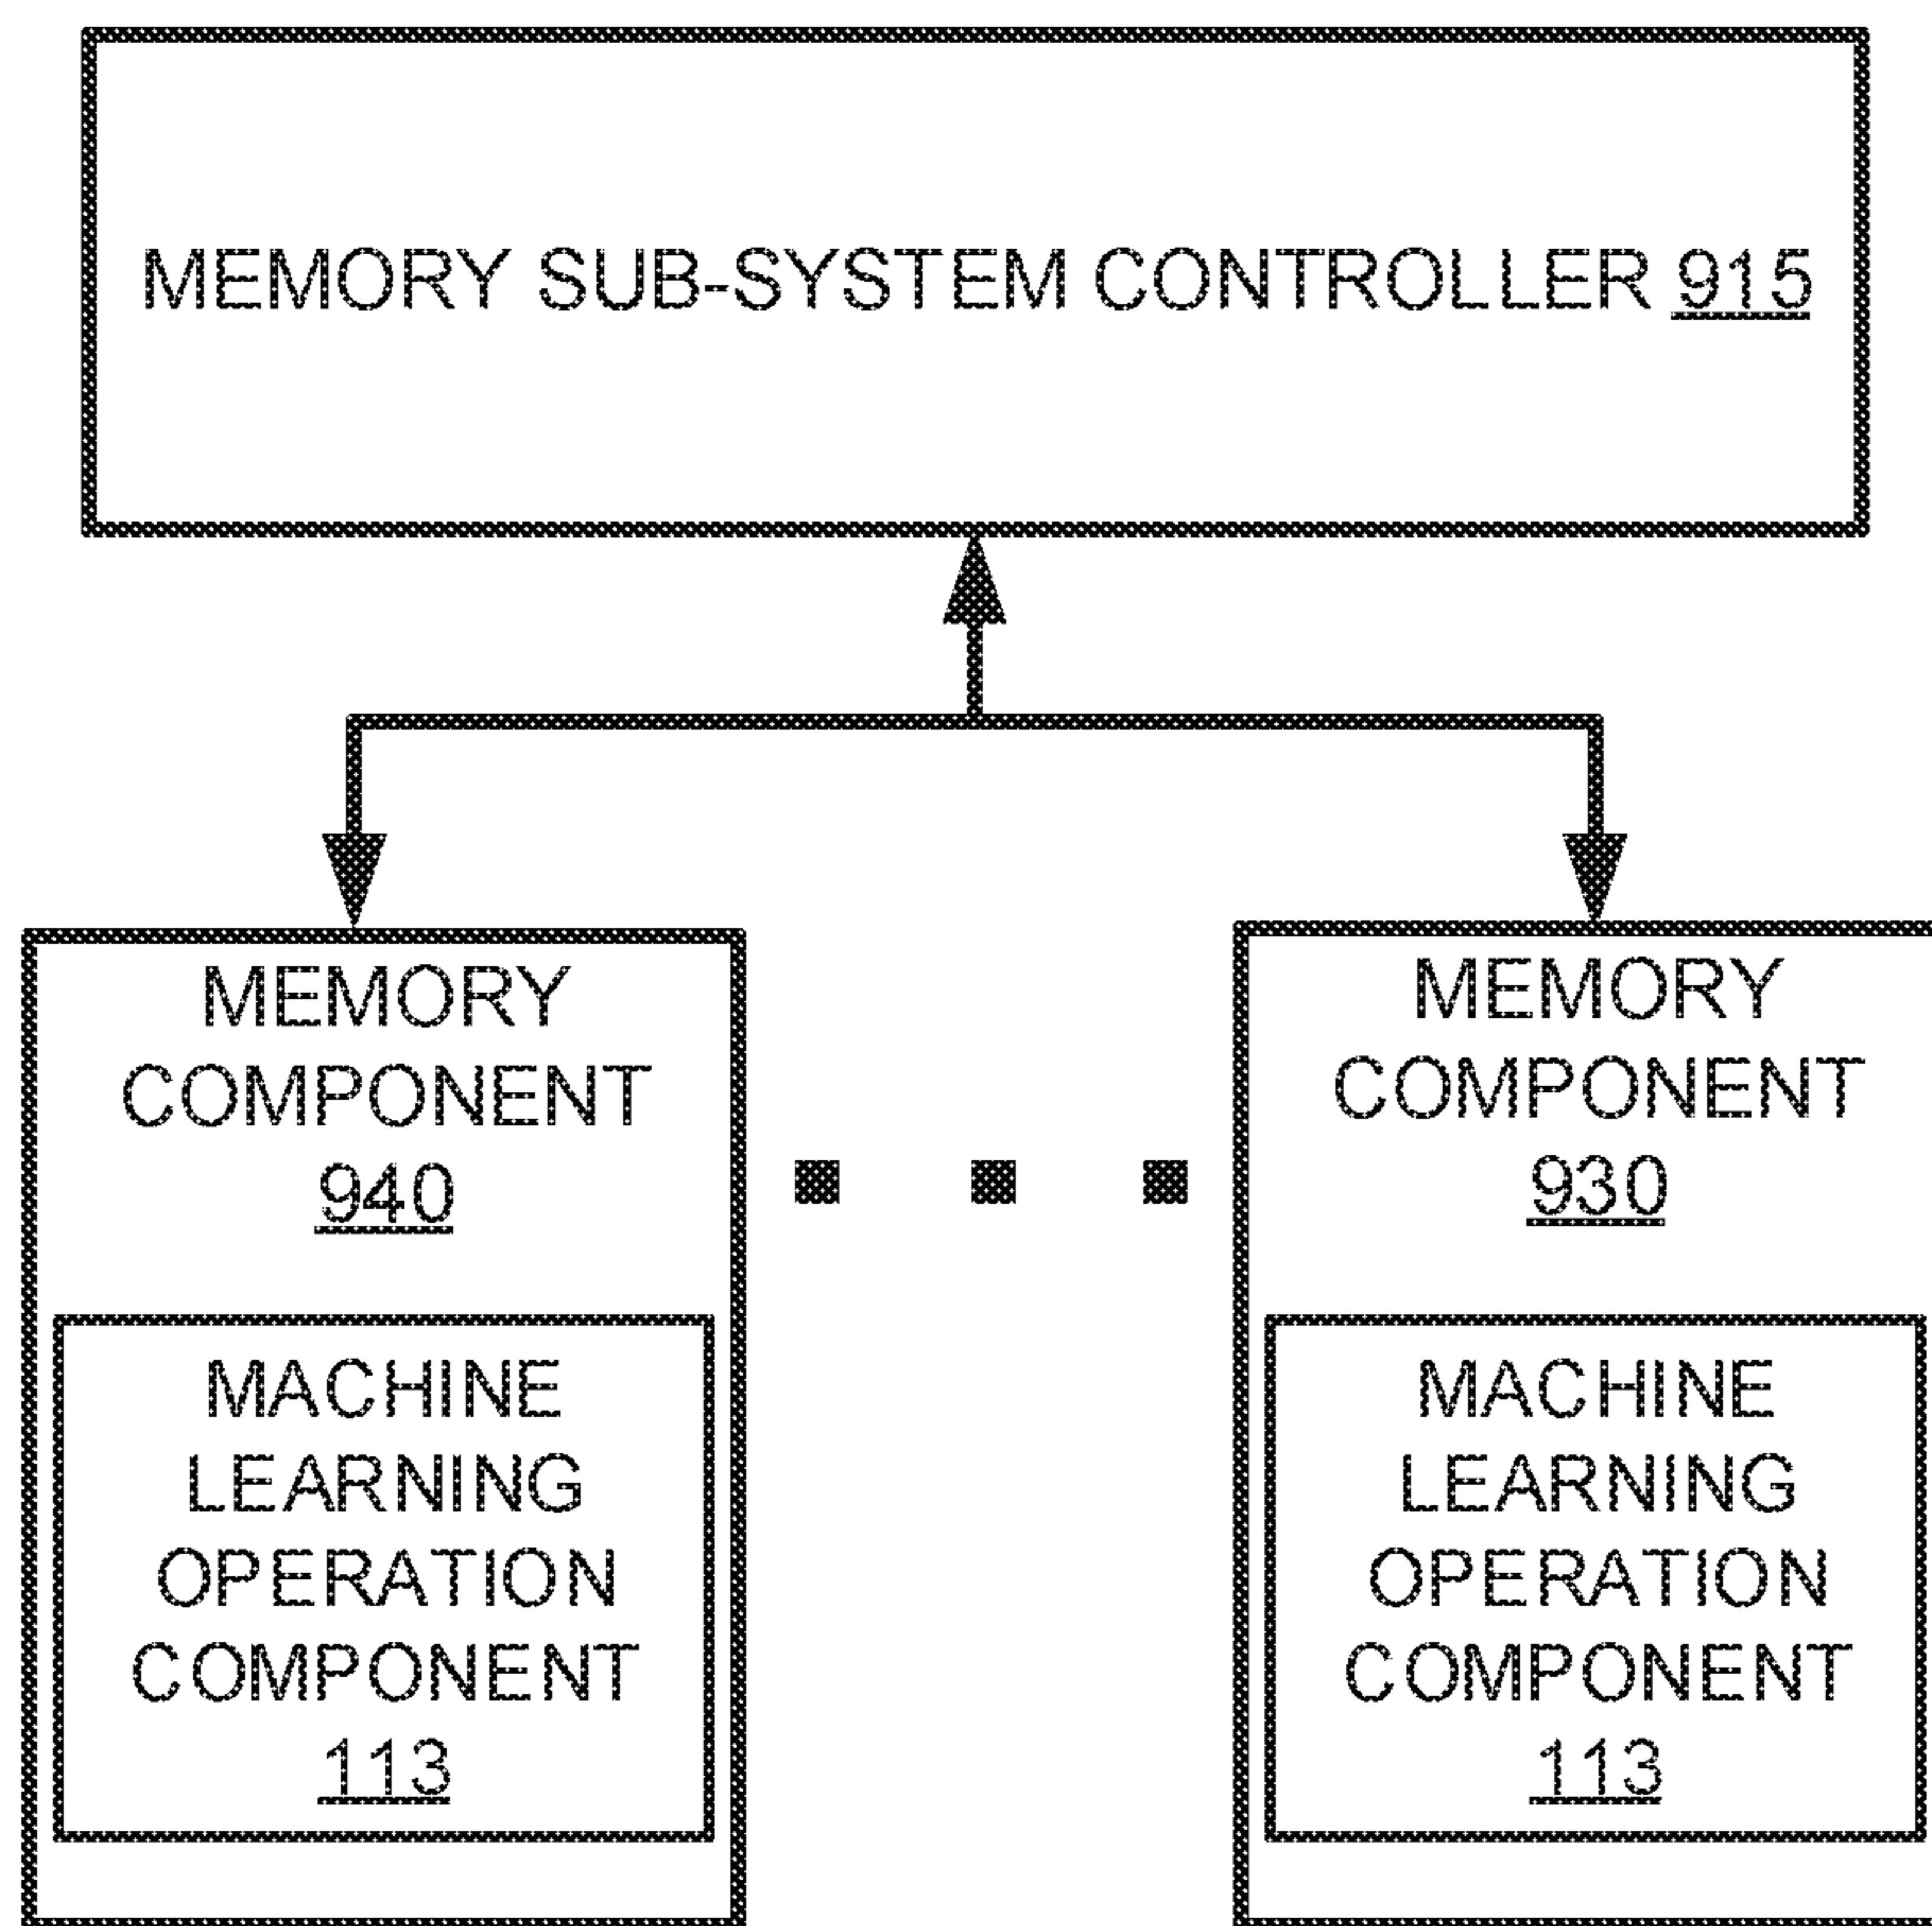 MEMORY SUB-SYSTEM CONTROLLER 915
MEMORY
COMPONENT
940
MACHINE
LEARNING
OPERATION
COMPONENT
113
MEMORY
COMPONENT
930
MACHINE
LEARNING
OPERATION
COMPONENT
113